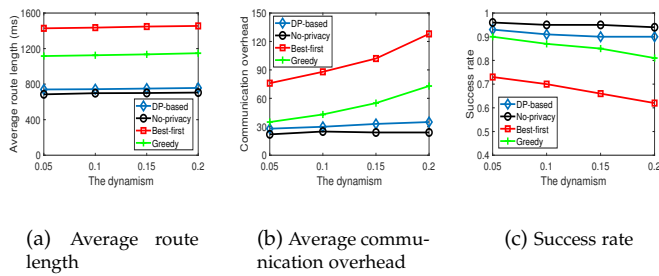 Average route length (ms)
1600
1200
800
400
0
DP-based
No-privacy
Best-first
Greedy
0.05 0.1 0.15 0.2
The dynamism
(a) Average route
length
Communication overhead
150
120
90
60
30
0
DP-based
No-privacy
Best-first
Greedy
0.05 0.1 0.15 0.2
The dynamism
(b) Average commu-
nication overhead
Success rate
1
0.9
0.8
0.7
0.6
0.5
0.4
DP-based
No-privacy
Best-first
Greedy
0.05 0.1 0.15 0.2
The dynamism
(c) Success rate